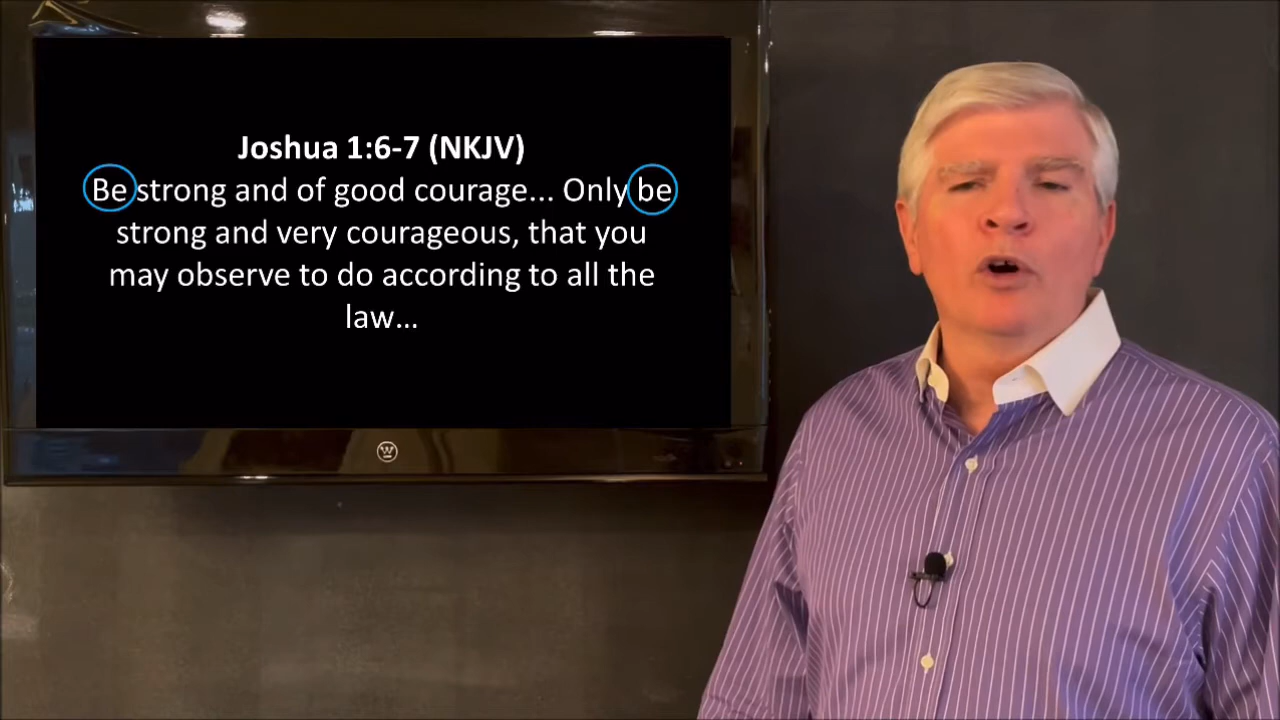 Joshua 1:6-7 (NKJV)
Be strong and of good courage... Only be
strong and very courageous, that you
may observe to do according to all the
law...